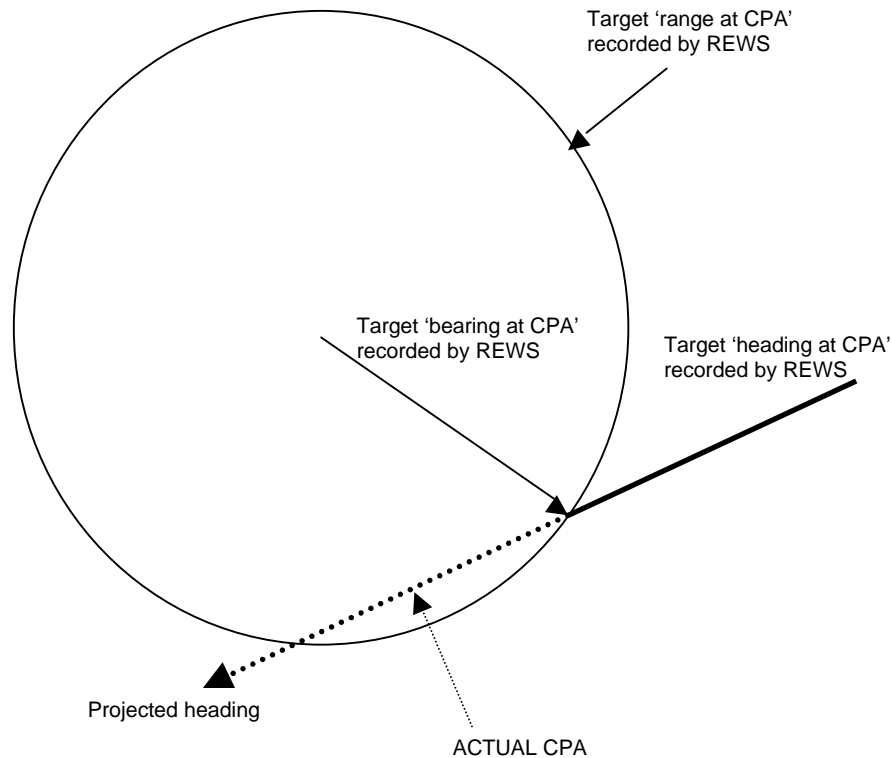 Target ‘range at CPA’
recorded by REWS
Target ‘bearing at CPA’
recorded by REWS
Target ‘heading at CPA’
recorded by REWS
Projected heading
ACTUAL CPA